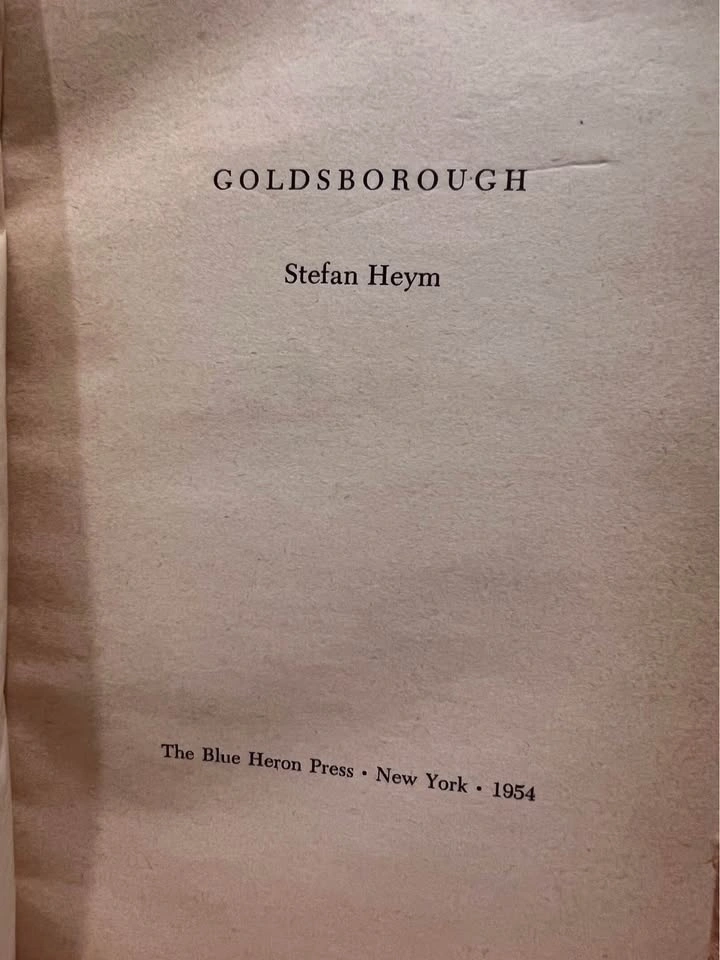 GOLDSBOROUGH
Stefan Heym
The Blue Heron Press · New York · 1954